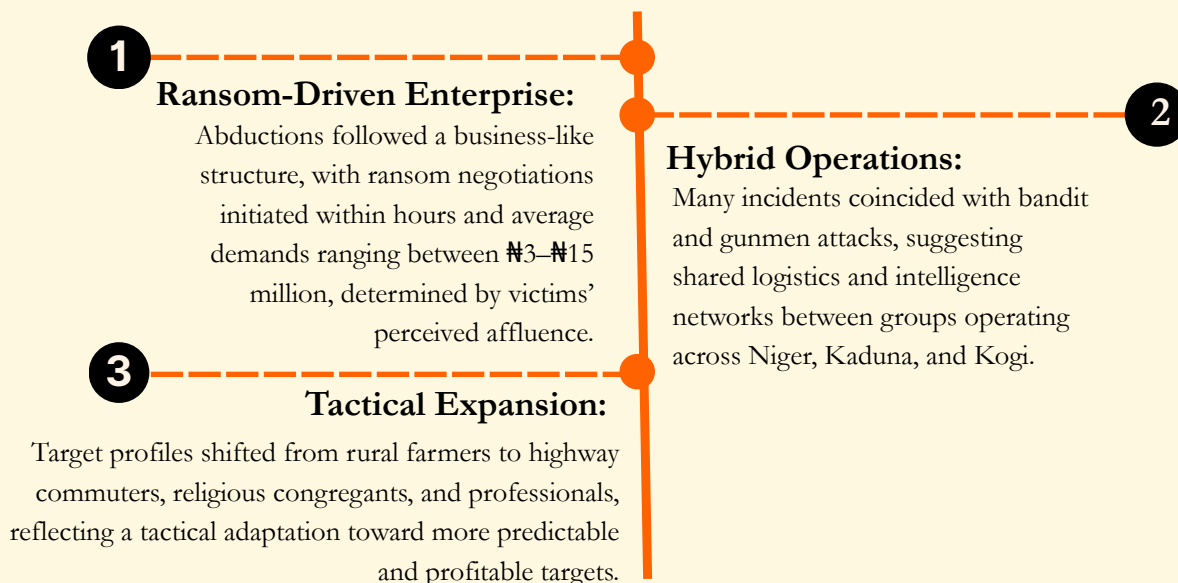 1
Ransom-Driven Enterprise:
Abductions followed a business-like
structure, with ransom negotiations
initiated within hours and average
demands ranging between ₦3–₦15
million, determined by victims’
perceived affluence.
2
Hybrid Operations:
Many incidents coincided with bandit
and gunmen attacks, suggesting
shared logistics and intelligence
networks between groups operating
across Niger, Kaduna, and Kogi.
3
Tactical Expansion:
Target profiles shifted from rural farmers to highway
commuters, religious congregants, and professionals,
reflecting a tactical adaptation toward more predictable
and profitable targets.